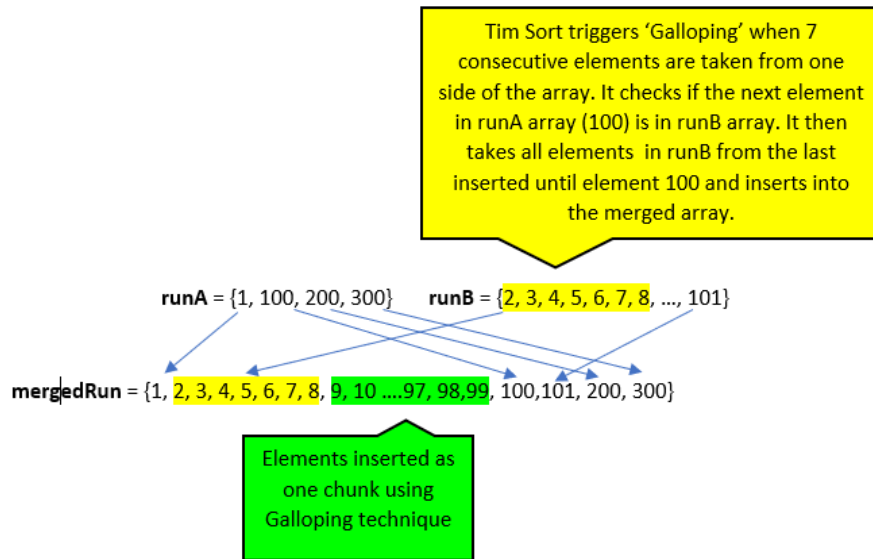 Tim Sort triggers ‘Galloping’ when 7
consecutive elements are taken from one
side of the array. It checks if the next element
in runA array (100) is in runB array. It then
takes all elements in runB from the last
inserted until element 100 and inserts into
the merged array.
runA = {1, 100, 200, 300} runB = {2, 3, 4, 5, 6, 7, 8, ..., 101}
mergedRun = {1, 2, 3, 4, 5, 6, 7, 8, 9, 10 ....97, 98,99, 100,101, 200, 300}
Elements inserted as
one chunk using
Galloping technique